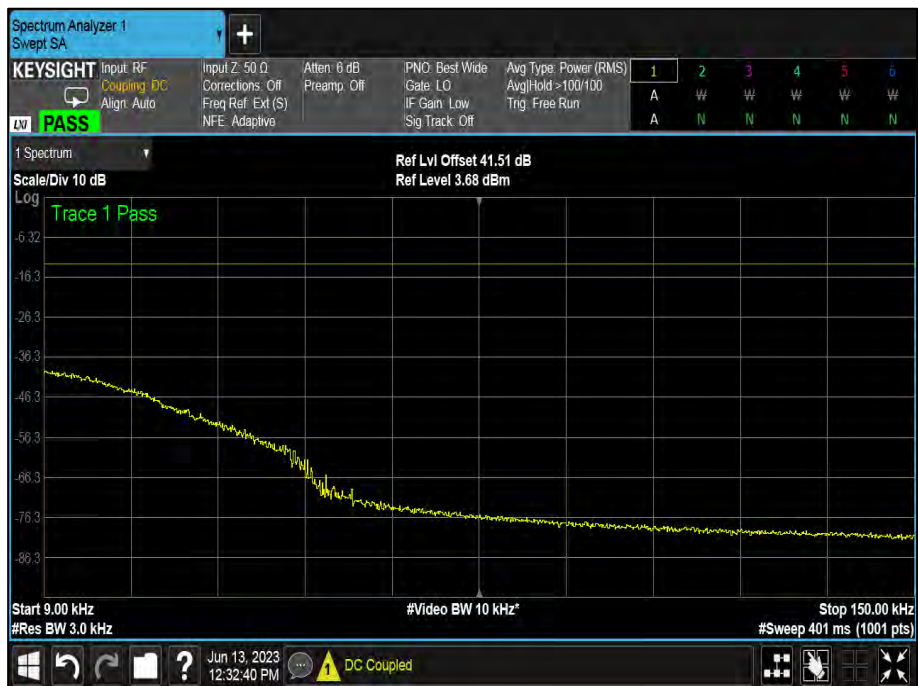 Spectrum Analyzer 1
Swept SA
KEYSIGHT
LXI PASS
Input: RF
Coupling: DC
Align: Auto
Input Z: 50 Ω
Corrections: Off
Freq Ref: Ext (S)
NFE: Adaptive
Atten: 6 dB
Preamp: Off
PNO: Best Wide
Gate: LO
IF Gain: Low
Sig Track: Off
Avg Type: Power (RMS)
Avg|Hold >100/100
Trig: Free Run
1 2 3 4 5 6
A W W W W W
A N N N N N
1 Spectrum
Scale/Div 10 dB
Ref Lvl Offset 41.51 dB
Ref Level 3.68 dBm
Log
Trace 1 Pass
-6.32
-16.3
-26.3
-36.3
-46.3
-56.3
-66.3
-76.3
-86.3
Start 9.00 kHz
#Res BW 3.0 kHz
#Video BW 10 kHz*
Stop 150.00 kHz
#Sweep 401 ms (1001 pts)
?
Jun 13, 2023
12:32:40 PM
DC Coupled